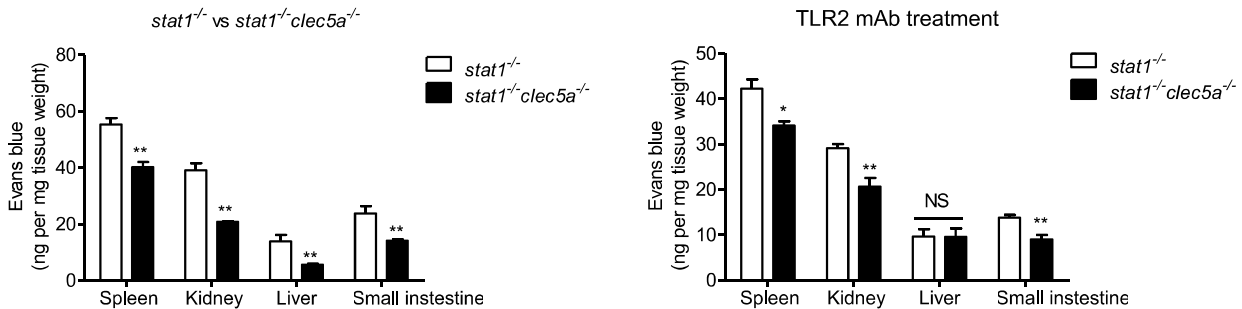 stat1-/- vs stat1-/-clec5a-/-
Evans blue
(ng per mg tissue weight)
80
60
40
20
0
**
**
**
**
Spleen
Kidney
Liver
Small instestine
stat1-/-
stat1-/-clec5a-/-
TLR2 mAb treatment
Evans blue
(ng per mg tissue weight)
50
40
30
20
10
0
*
**
NS
**
Spleen
Kidney
Liver
Small instestine
stat1-/-
stat1-/-clec5a-/-